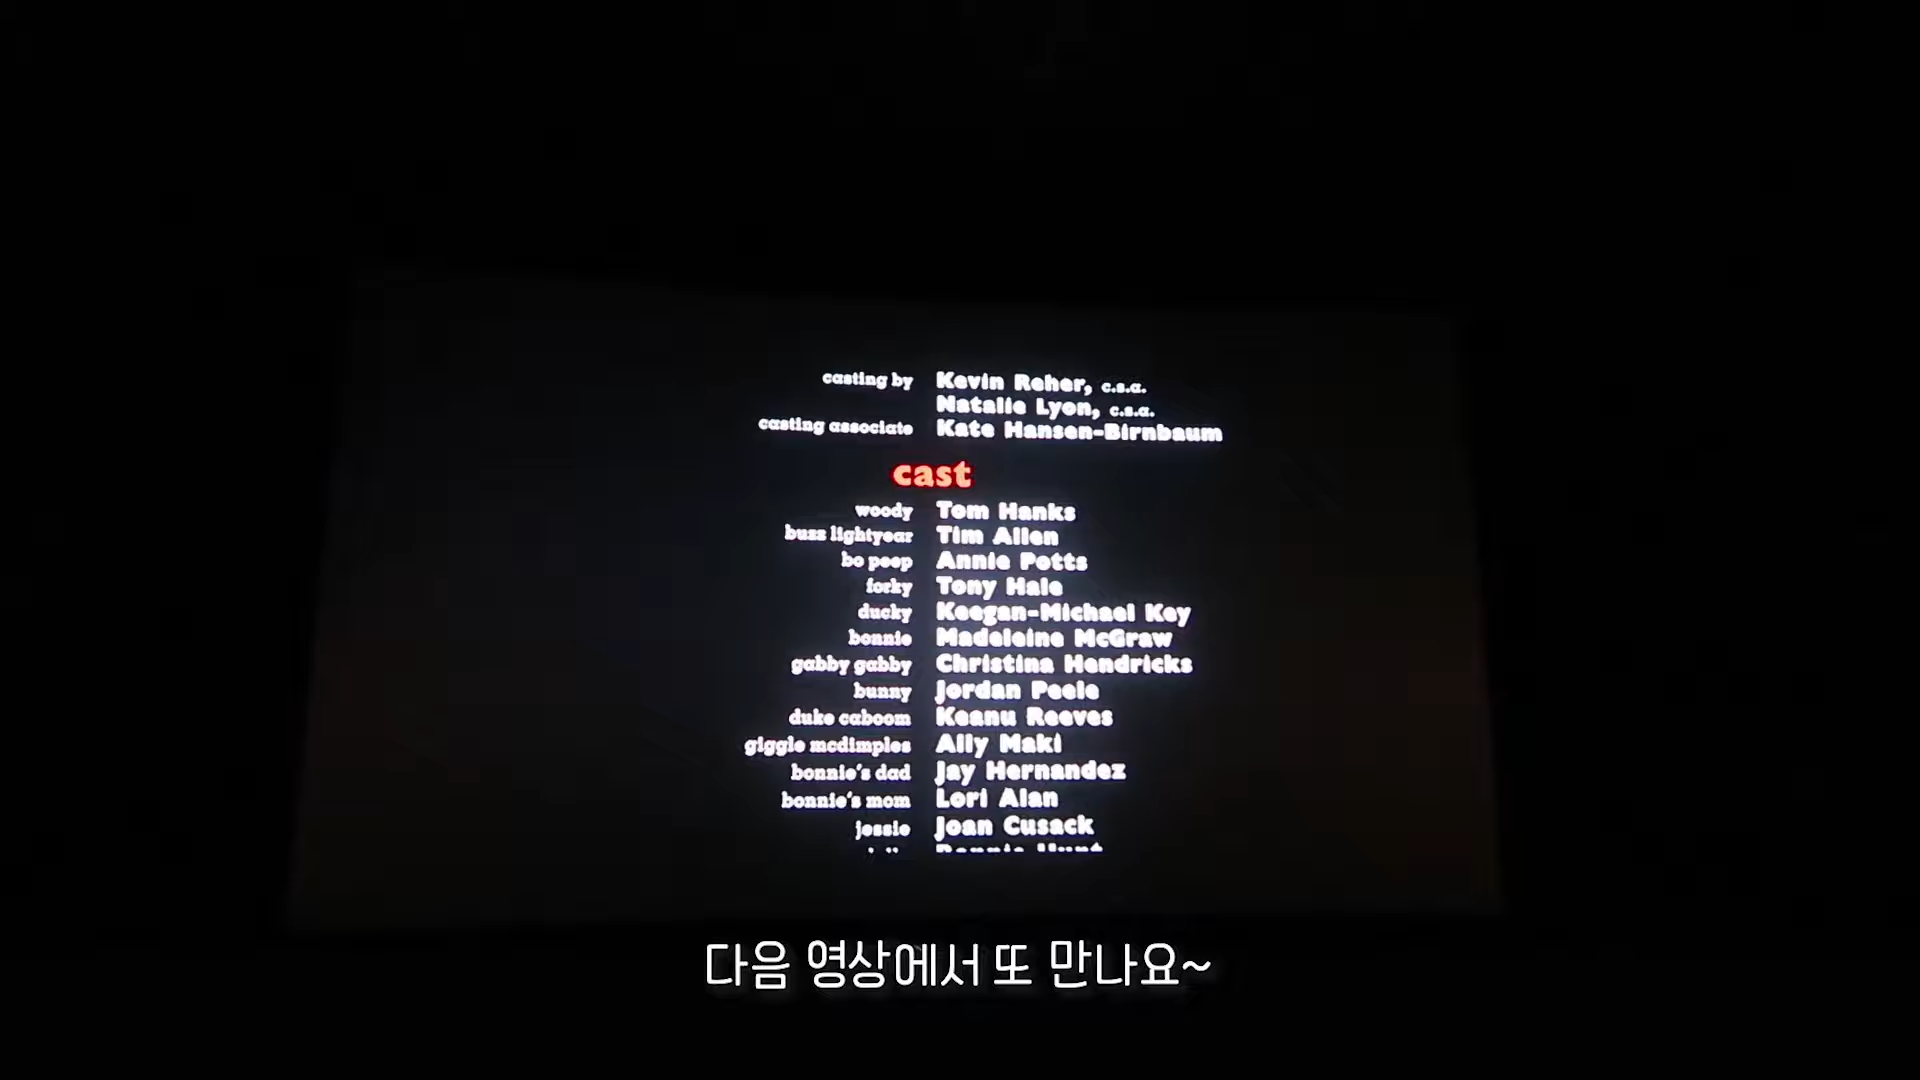 casting by Kevin Reher, c.s.a.
Natalie Lyon, c.s.a.
casting associate Kate Hansen-Birnbaum
cast
woody Tom Hanks
buzz lightyear Tim Allen
bo peep Annie Potts
forky Tony Hale
ducky Keegan-Michael Key
bonnie Madeleine McGraw
gabby gabby Christina Hendricks
bunny Jordan Peele
duke caboom Keanu Reeves
giggle mcdimples Ally Maki
bonnie's dad Jay Hernandez
bonnie's mom Lori Alan
jessie Joan Cusack
다음 영상에서 또 만나요~